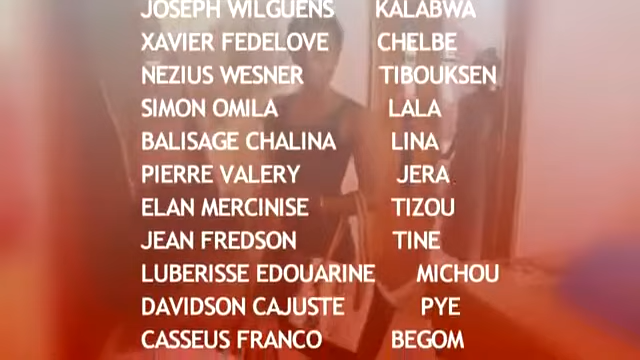 JOSEPH WILGUENS KALABWA
XAVIER FEDELOVE CHELBE
NEZIUS WESNER TIBOUKSEN
SIMON OMILA LALA
BALISAGE CHALINA LINA
PIERRE VALERY JERA
ELAN MERCINISE TIZOU
JEAN FREDSON TINE
LUBERISSE EDOUARINE MICHOU
DAVIDSON CAJUSTE PYE
CASSEUS FRANCO BEGOM